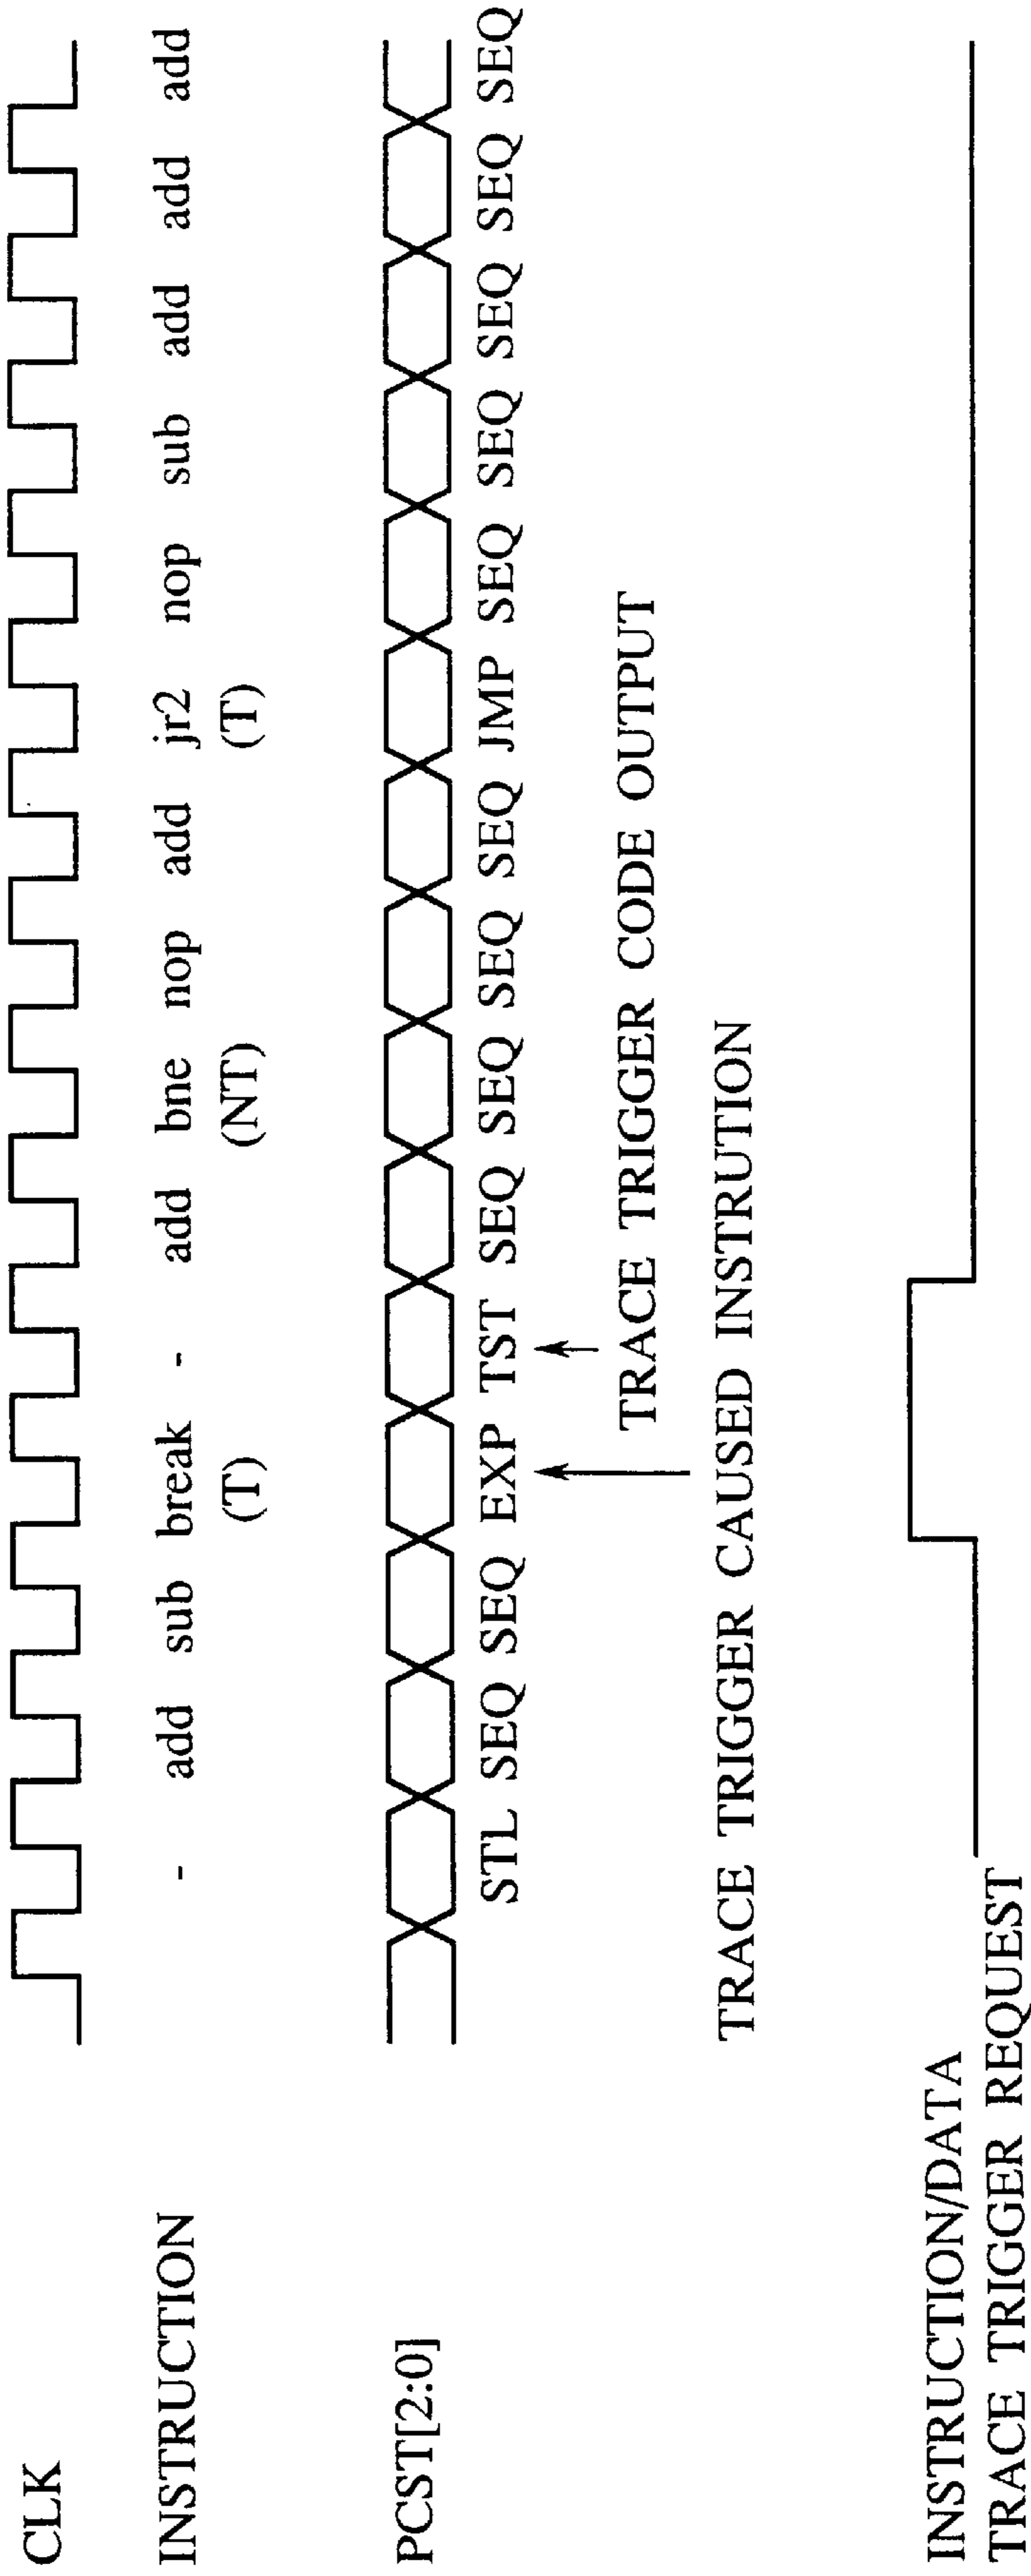 CLK
INSTRUCTION - add sub break - add bne nop add jr2 nop sub add add add
(T) (NT) (T)
PCST[2:0]
STL SEQ SEQ EXP TST SEQ SEQ SEQ SEQ JMP SEQ SEQ SEQ SEQ SEQ
TRACE TRIGGER CODE OUTPUT
TRACE TRIGGER CAUSED INSTRUTION
INSTRUCTION/DATA
TRACE TRIGGER REQUEST